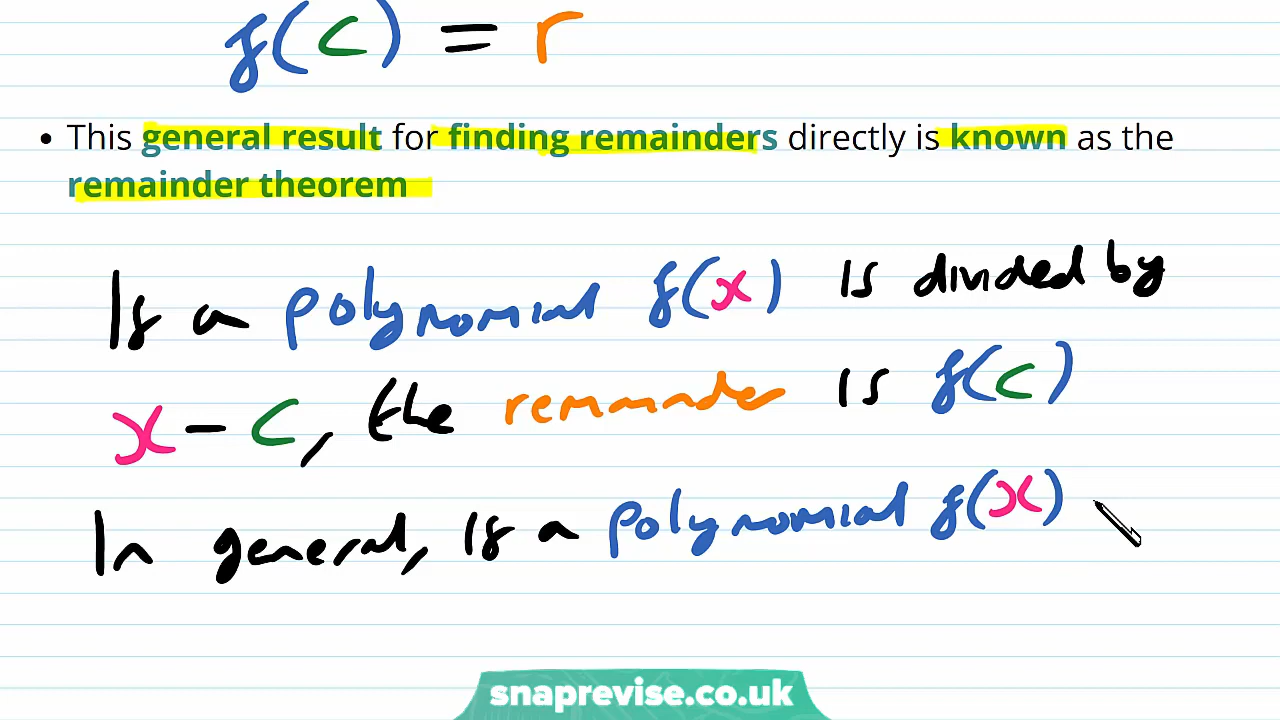 f(c) = r
• This general result for finding remainders directly is known as the
remainder theorem
If a polynomial f(x) is divided by
x - c, the remainder is f(c)
In general, if a polynomial f(x)
snaprevise.co.uk